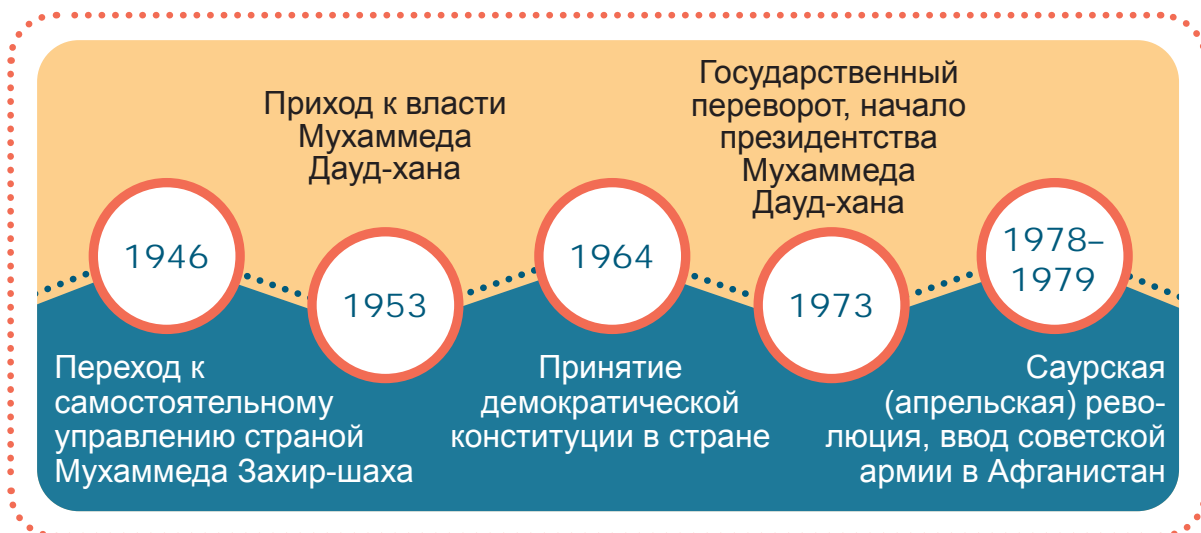 1946
Переход к
самостоятельному
управлению страной
Мухаммеда Захир-шаха
Приход к власти
Мухаммеда
Дауд-хана
1953
1964
Принятие
демократической
конституции в стране
Государственный
переворот, начало
президентства
Мухаммеда
Дауд-хана
1973
1978–
1979
Саурская
(апрельская) рево-
люция, ввод советской
армии в Афганистан